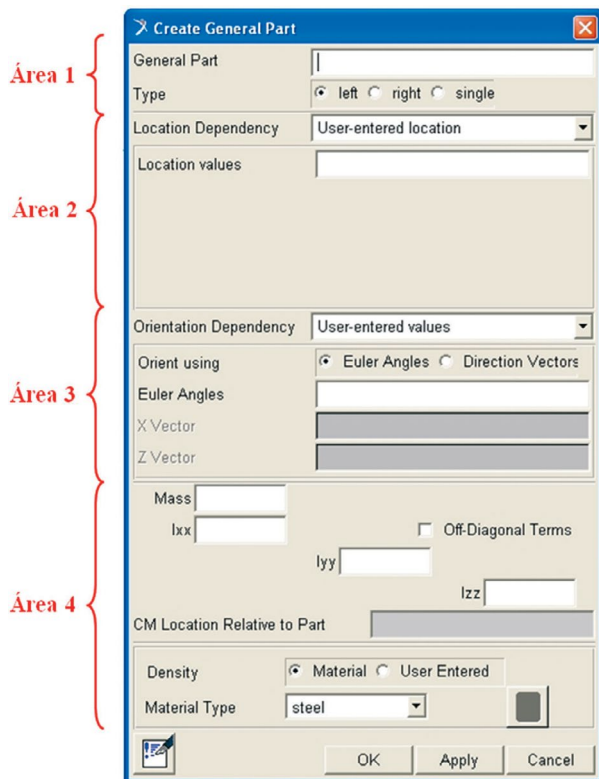 Create General Part
Área 1
General Part
Type left right single
Área 2
Location Dependency User-entered location
Location values
Área 3
Orientation Dependency User-entered values
Orient using Euler Angles Direction Vectors
Euler Angles
X Vector
Z Vector
Área 4
Mass
Ixx Off-Diagonal Terms
Iyy
Izz
CM Location Relative to Part
Density Material User Entered
Material Type steel
OK Apply Cancel